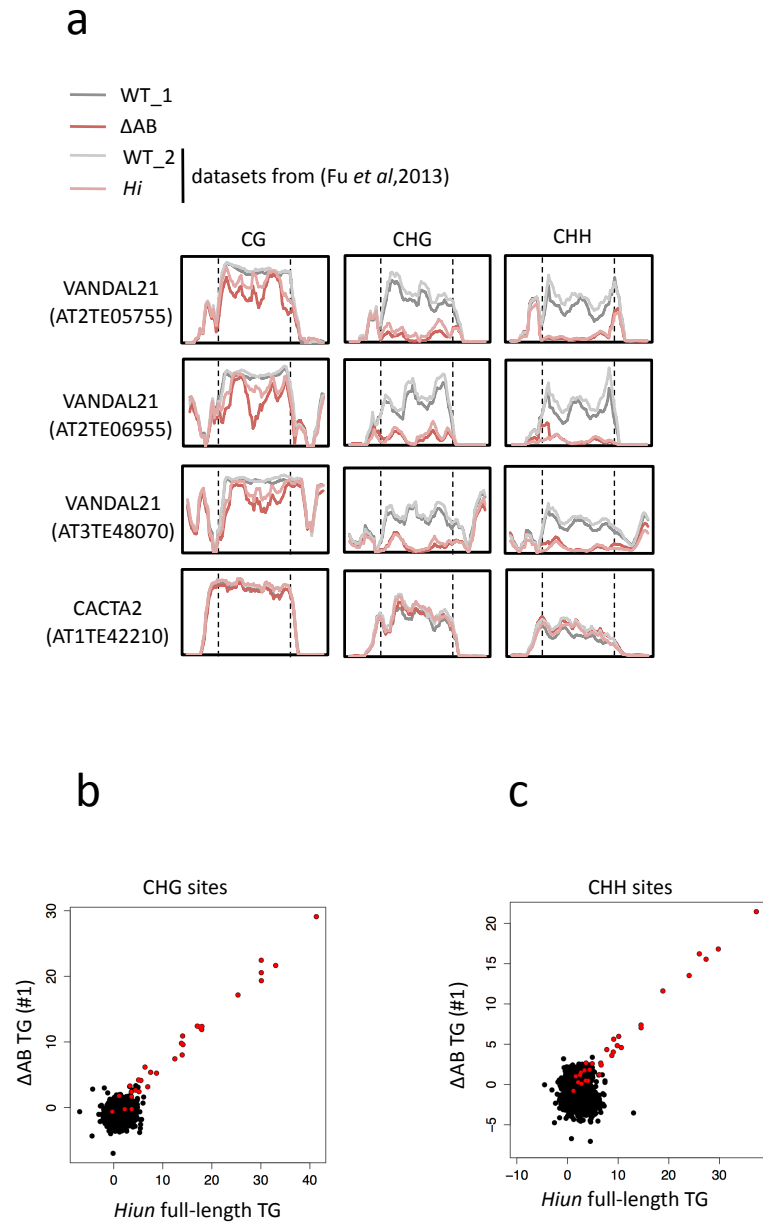 a
WT_1
ΔAB
WT_2
Hi
datasets from (Fu et al,2013)
CG CHG CHH
VANDAL21
(AT2TE05755)
VANDAL21
(AT2TE06955)
VANDAL21
(AT3TE48070)
CACTA2
(AT1TE42210)
b
CHG sites
ΔAB TG (#1)
30
20
10
0
0 10 20 30 40
Hiun full-length TG
c
CHH sites
ΔAB TG (#1)
20
15
10
5
0
−5
−10 0 10 20 30
Hiun full-length TG